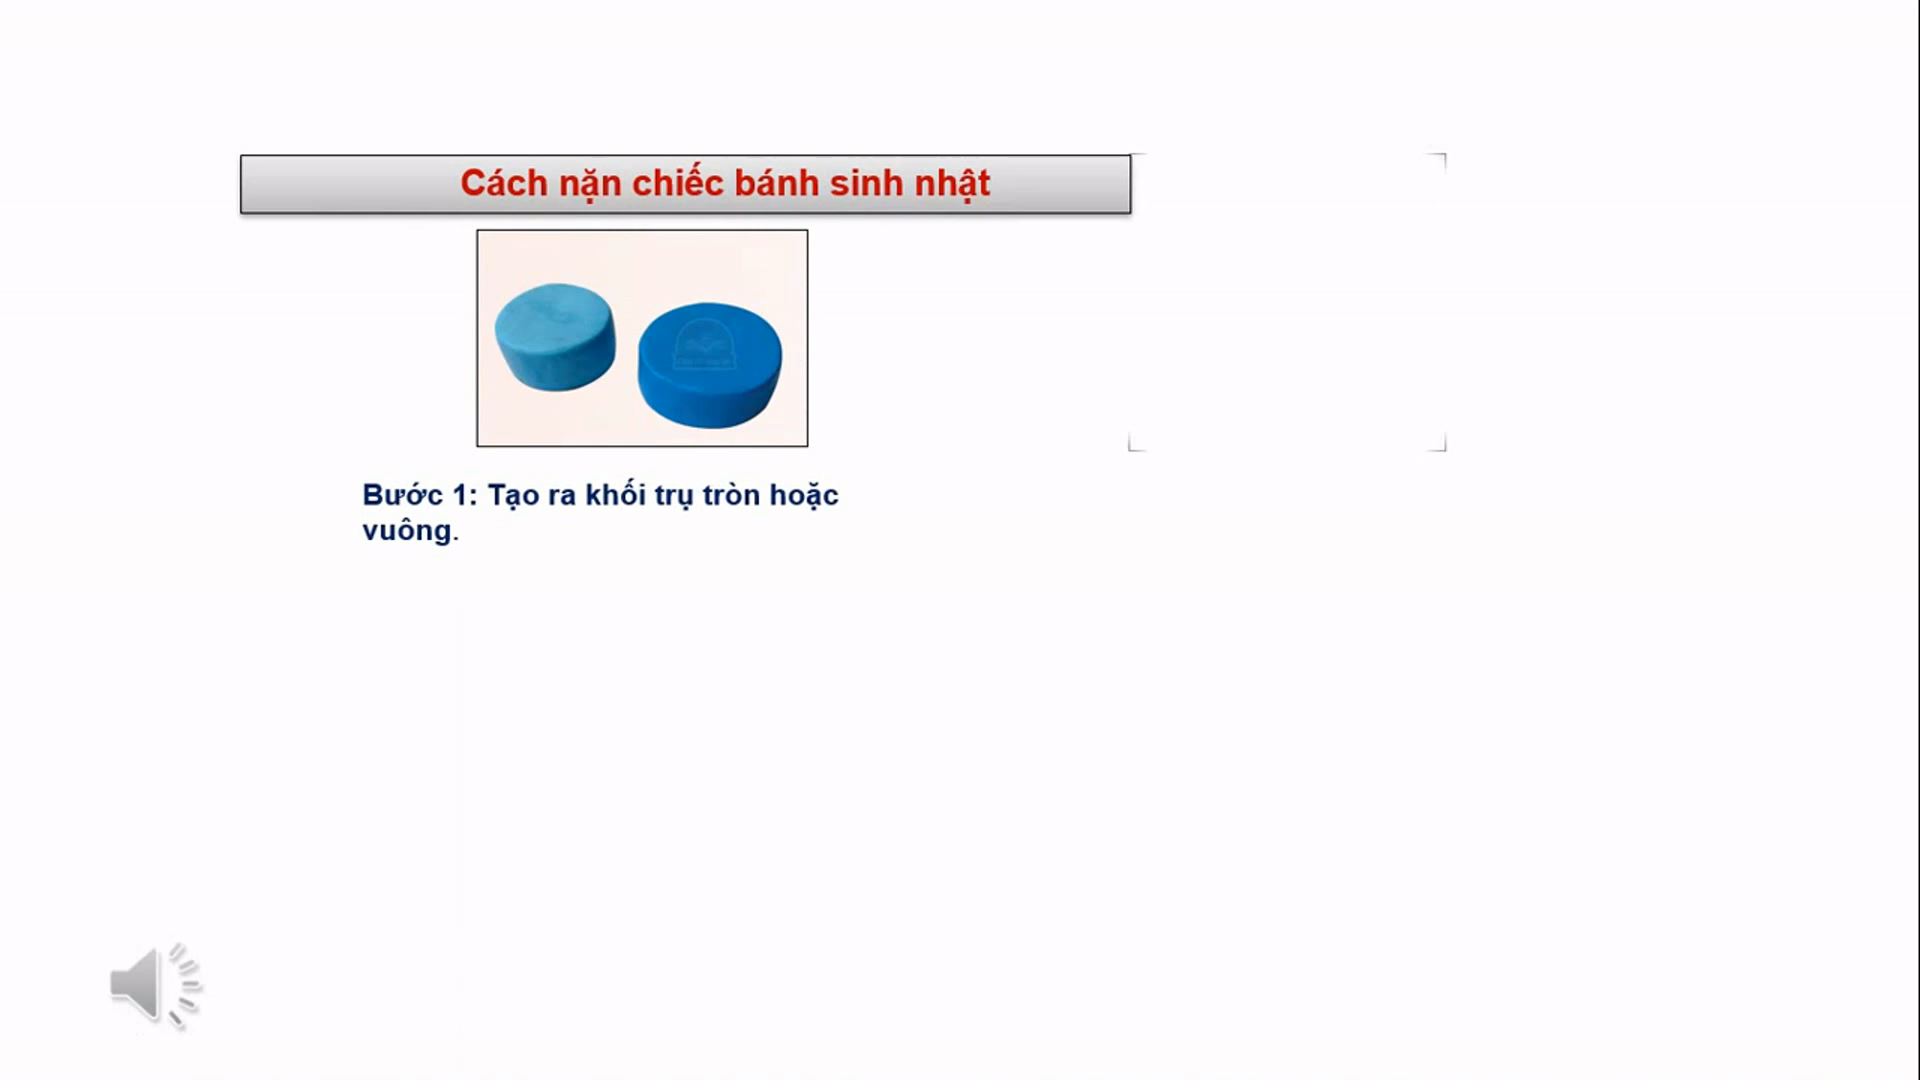 Cách nặn chiếc bánh sinh nhật
Bước 1: Tạo ra khối trụ tròn hoặc
vuông.